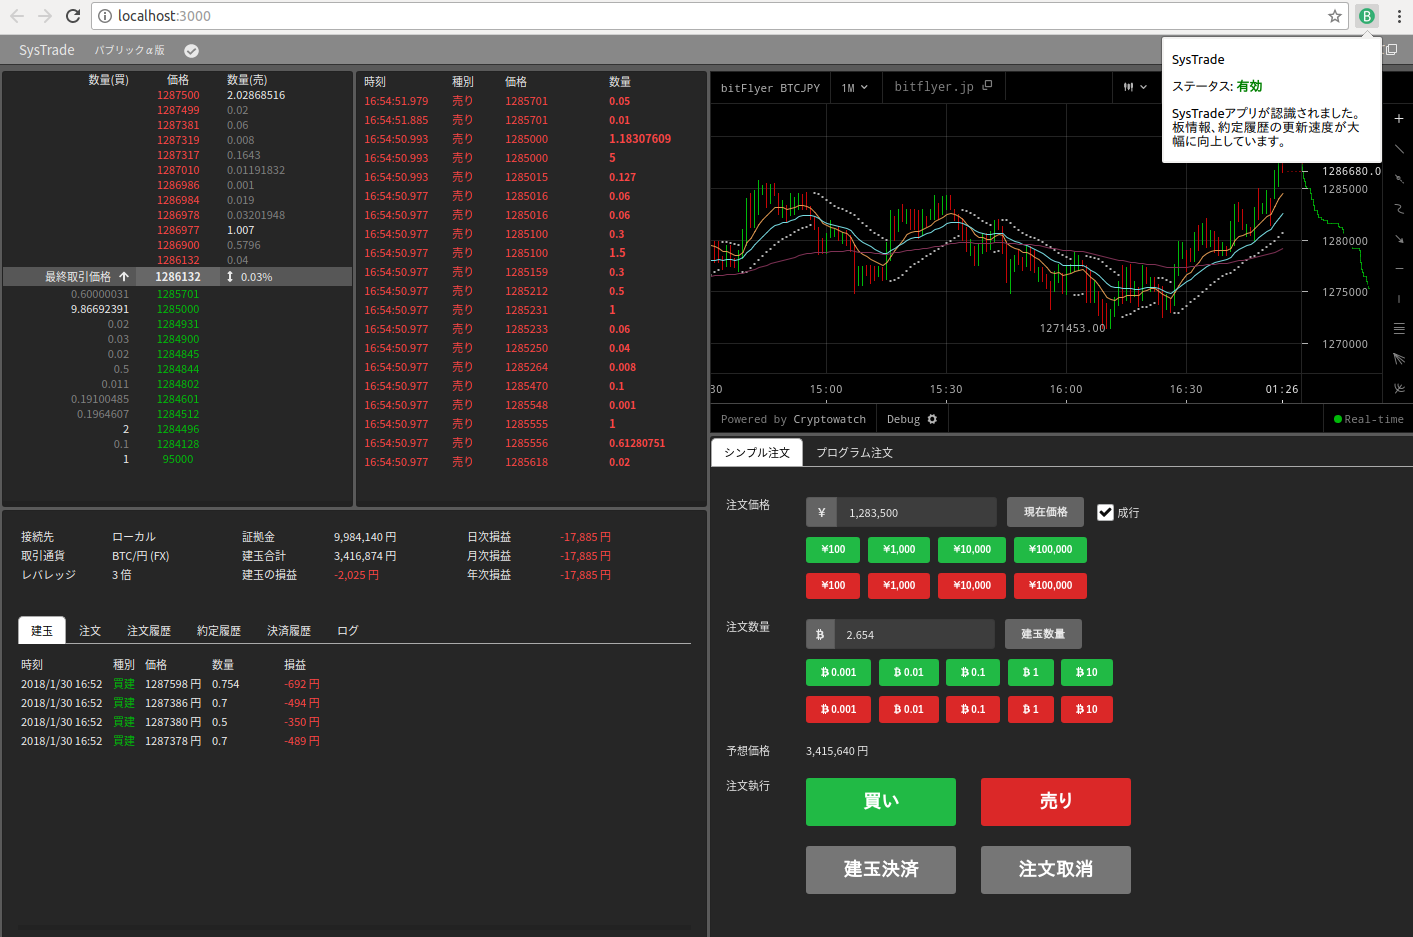 localhost:3000
SysTrade パブリックα版
SysTrade
ステータス: 有効
SysTradeアプリが認識されました。
板情報、約定履歴の更新速度が大
幅に向上しています。
数量(買) 価格 数量(売)
1287500 2.02868516
1287499 0.02
1287381 0.06
1287319 0.008
1287317 0.1643
1287010 0.01191832
1286986 0.001
1286984 0.019
1286978 0.03201948
1286977 1.007
1286900 0.5796
1286132 0.04
最終取引価格 1286132 0.03%
0.60000031 1285701
9.86692391 1285000
0.02 1284931
0.03 1284900
0.02 1284845
0.5 1284844
0.011 1284802
0.19100485 1284601
0.1964607 1284512
2 1284496
0.1 1284128
1 95000
時刻 種別 価格 数量
16:54:51.979 売り 1285701 0.05
16:54:51.885 売り 1285701 0.01
16:54:50.993 売り 1285000 1.18307609
16:54:50.993 売り 1285000 5
16:54:50.993 売り 1285015 0.127
16:54:50.977 売り 1285016 0.06
16:54:50.977 売り 1285016 0.06
16:54:50.977 売り 1285100 0.3
16:54:50.977 売り 1285100 1.5
16:54:50.977 売り 1285159 0.3
16:54:50.977 売り 1285212 0.5
16:54:50.977 売り 1285231 1
16:54:50.977 売り 1285233 0.06
16:54:50.977 売り 1285250 0.04
16:54:50.977 売り 1285264 0.008
16:54:50.977 売り 1285470 0.1
16:54:50.977 売り 1285548 0.001
16:54:50.977 売り 1285555 1
16:54:50.977 売り 1285556 0.61280751
16:54:50.977 売り 1285618 0.02
bitFlyer BTCJPY 1M bitflyer.jp
1286680.0
1285000
1280000
1275000
1271453.00
1270000
30 15:00 15:30 16:00 16:30 01:26
Powered by Cryptowatch Debug Real-time
接続先 ローカル 証拠金 9,984,140 円 日次損益 -17,885 円
取引通貨 BTC/円 (FX) 建玉合計 3,416,874 円 月次損益 -17,885 円
レバレッジ 3 倍 建玉の損益 -2,025 円 年次損益 -17,885 円
建玉 注文 注文履歴 約定履歴 決済履歴 ログ
時刻 種別 価格 数量 損益
2018/1/30 16:52 買建 1287598 円 0.754 -692 円
2018/1/30 16:52 買建 1287386 円 0.7 -494 円
2018/1/30 16:52 買建 1287380 円 0.5 -350 円
2018/1/30 16:52 買建 1287378 円 0.7 -489 円
シンプル注文 プログラム注文
注文価格 ¥ 1,283,500 現在価格 成行
¥100 ¥1,000 ¥10,000 ¥100,000
¥100 ¥1,000 ¥10,000 ¥100,000
注文数量 ₿ 2.654 建玉数量
₿ 0.001 ₿ 0.01 ₿ 0.1 ₿ 1 ₿ 10
₿ 0.001 ₿ 0.01 ₿ 0.1 ₿ 1 ₿ 10
予想価格 3,415,640 円
注文執行 買い 売り
建玉決済 注文取消